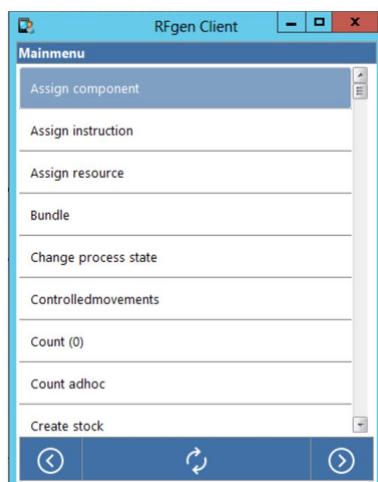 RFgen Client
Mainmenu
Assign component
Assign instruction
Assign resource
Bundle
Change process state
Controlledmovements
Count (0)
Count adhoc
Create stock